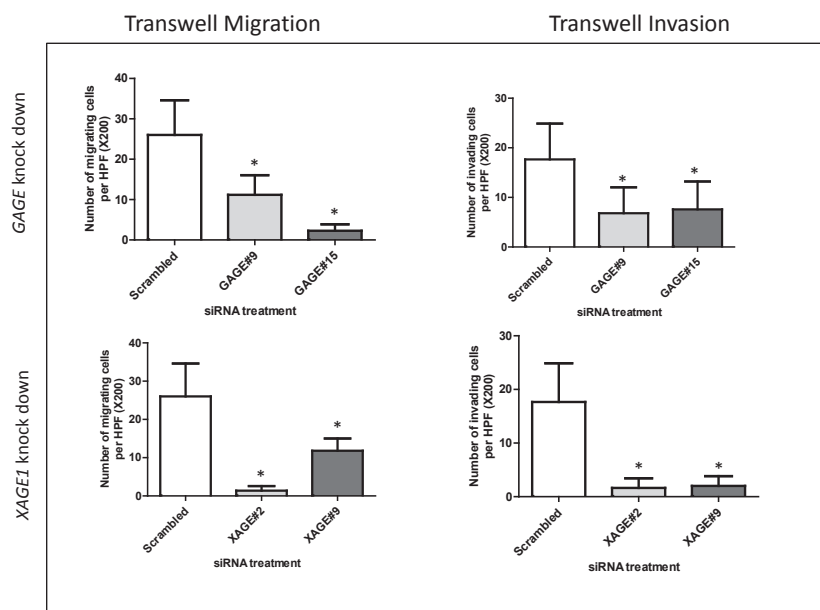 Transwell Migration
Transwell Invasion
GAGE knock down
Number of migrating cells
per HPF (X200)
40
30
20
10
0
*
*
Scrambled
GAGE#9
GAGE#15
siRNA treatment
Number of invading cells
per HPF (X200)
30
20
10
0
*
*
Scrambled
GAGE#9
GAGE#15
siRNA treatment
XAGE1 knock down
Number of migrating cells
per HPF (X200)
40
30
20
10
0
*
*
Scrambled
XAGE#2
XAGE#9
siRNA treatment
Number of invading cells
per HPF (X200)
30
20
10
0
*
*
Scrambled
XAGE#2
XAGE#9
siRNA treatment